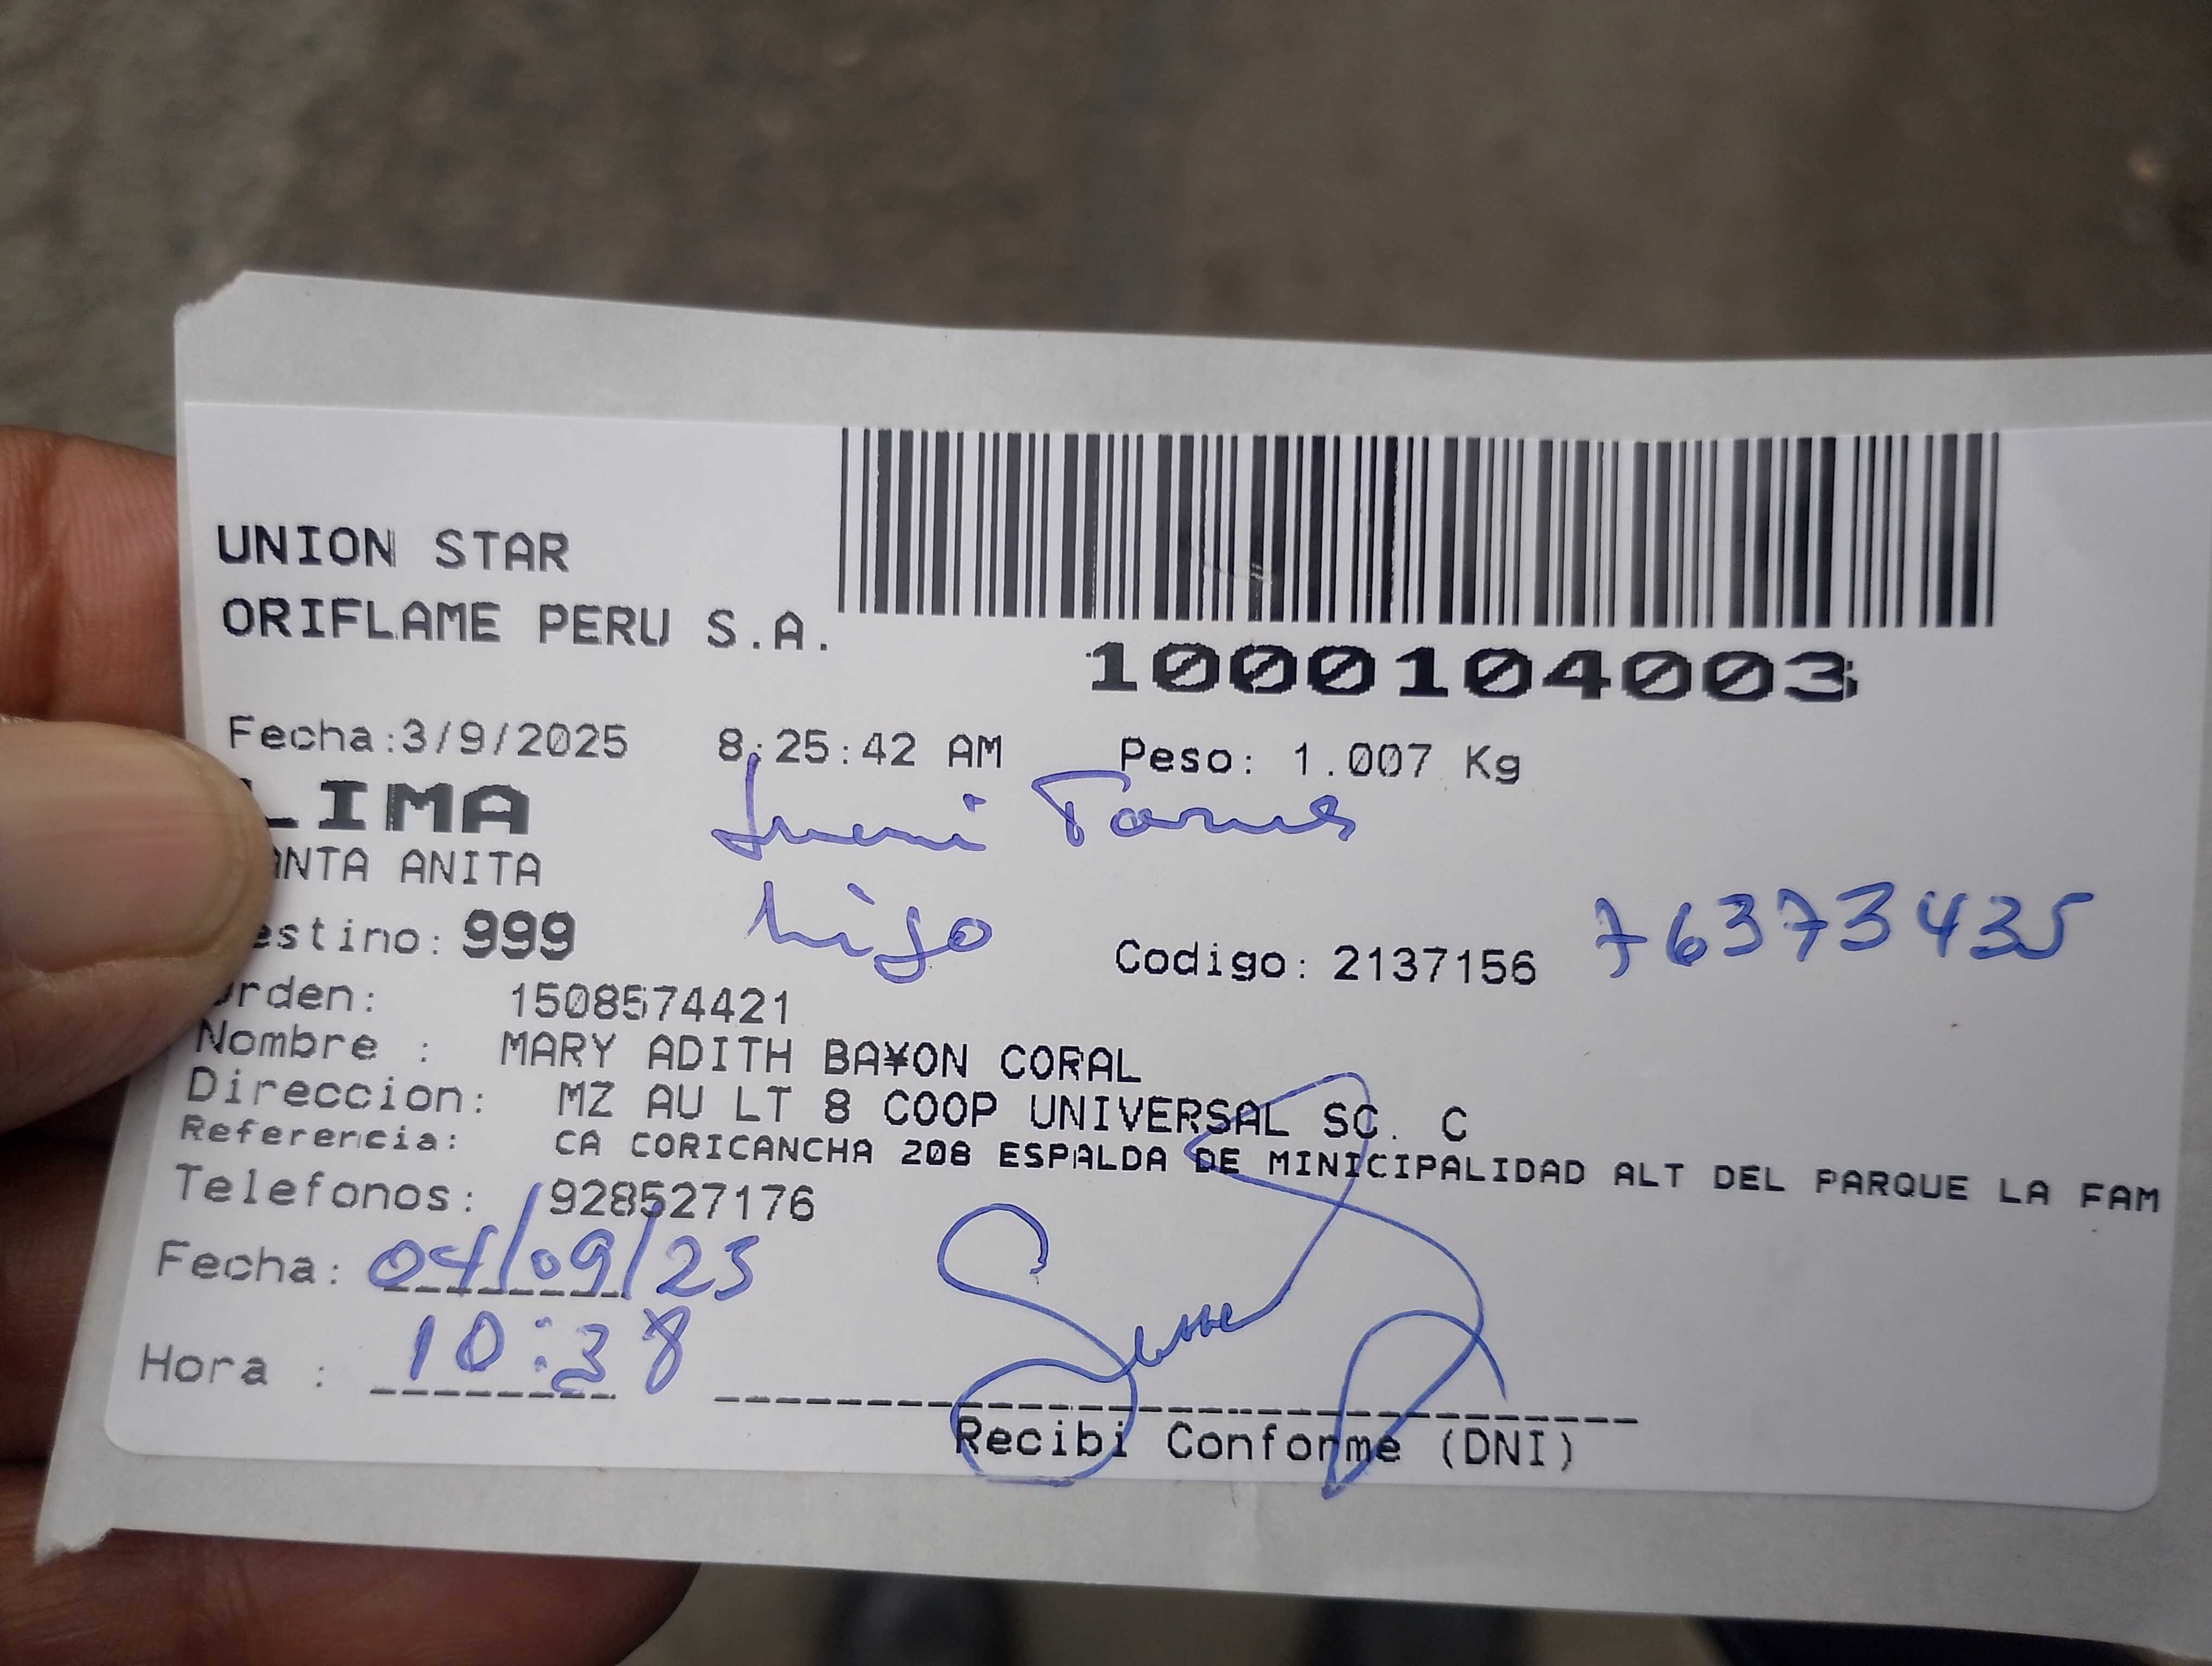 UNION STAR
ORIFLAME PERU S.A.
1000104003
Fecha:3/9/2025 8:25:42 AM Peso: 1.007 Kg
LIMA
ANTA ANITA
hijo
estino: 999
Codigo: 2137156 76373435
Orden: 1508574421
Nombre : MARY ADITH BA¥ON CORAL
Direccion: MZ AU LT 8 COOP UNIVERSAL SC. C
Referencia: CA CORICANCHA 208 ESPALDA DE MINICIPALIDAD ALT DEL PARQUE LA FAM
Telefonos: 928527176
Fecha: 04/09/25
Hora : 10:38
Recibi Conforme (DNI)